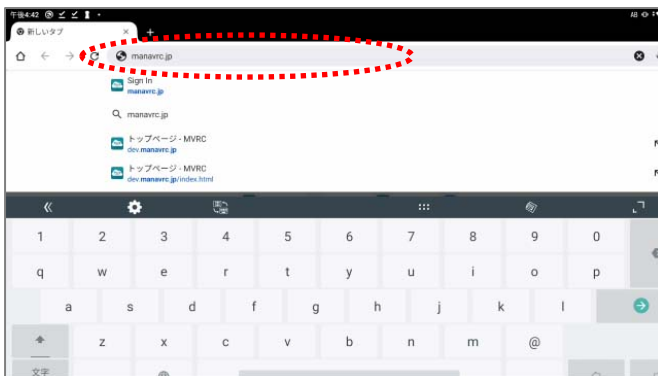 午後4:42
新しいタブ
manavrc.jp
Sign In
manavrc.jp
manavrc.jp
トップページ - MVRC
dev.manavrc.jp
トップページ - MVRC
dev.manavrc.jp/index.html
1 2 3 4 5 6 7 8 9 0
q w e r t y u i o p
a s d f g h j k l
z x c v b n m @
文字